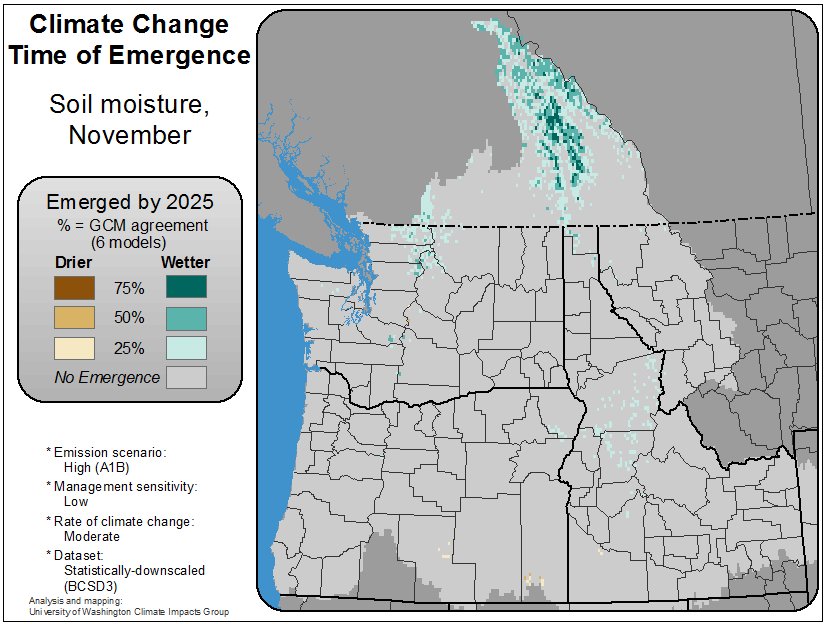 Climate Change
Time of Emergence
Soil moisture,
November
Emerged by 2025
% = GCM agreement
(6 models)
Drier Wetter
75%
50%
25%
No Emergence
* Emission scenario:
High (A1B)
* Management sensitivity:
Low
* Rate of climate change:
Moderate
* Dataset:
Statistically-downscaled
(BCSD3)
Analysis and mapping:
University of Washington Climate Impacts Group